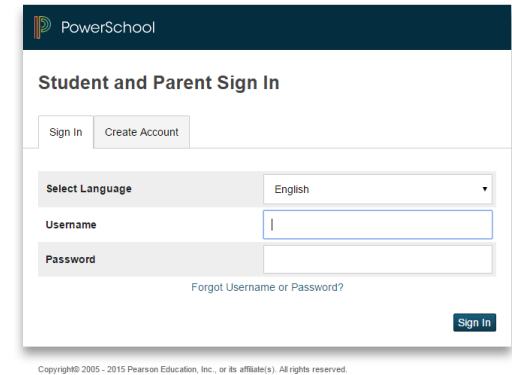 PowerSchool
Student and Parent Sign In
Sign In Create Account
Select Language English
Username
Password
Forgot Username or Password?
Sign In
Copyright© 2005 - 2015 Pearson Education, Inc., or its affiliate(s). All rights reserved.